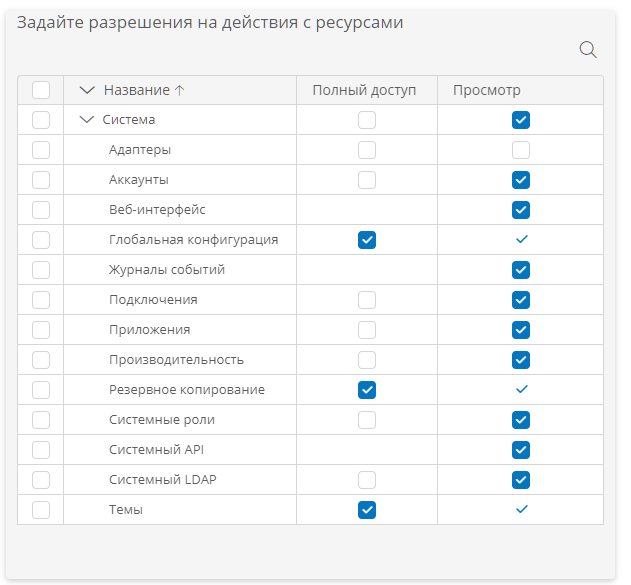 Задайте разрешения на действия с ресурсами
Название Полный доступ Просмотр
Система
Адаптеры
Аккаунты
Веб-интерфейс
Глобальная конфигурация
Журналы событий
Подключения
Приложения
Производительность
Резервное копирование
Системные роли
Системный API
Системный LDAP
Темы